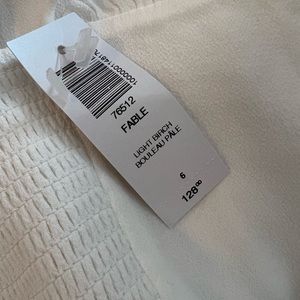 76512
FABLE
LIGHT BIRCH
BOULEAU PÂLE
6
128⁰⁰